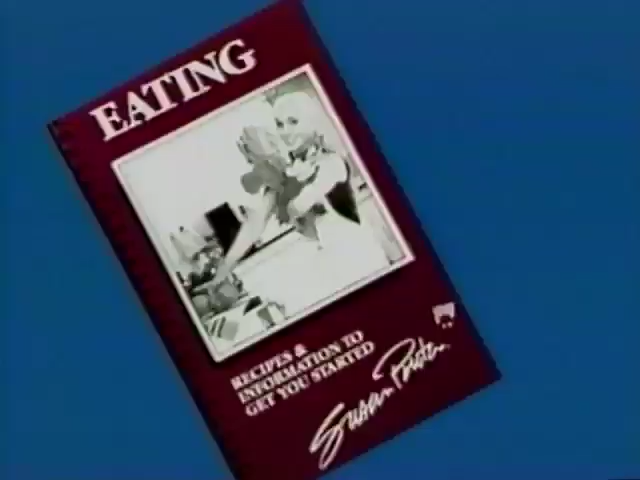 EATING
RECIPES &
INFORMATION TO
GET YOU STARTED
Susan Powter